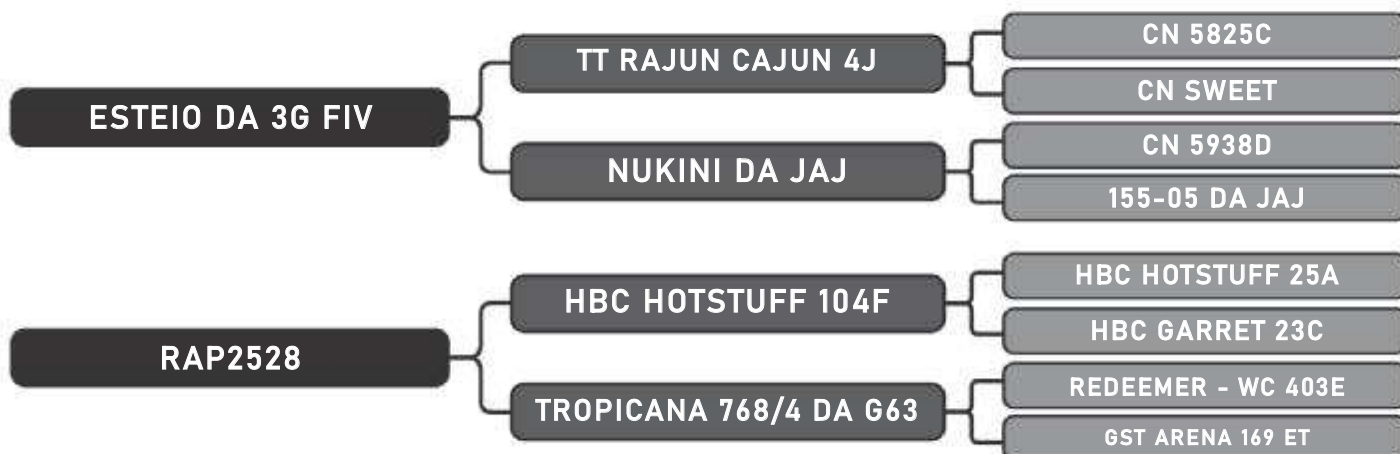 ESTEIO DA 3G FIV
TT RAJUN CAJUN 4J
CN 5825C
CN SWEET
NUKINI DA JAJ
CN 5938D
155-05 DA JAJ
RAP2528
HBC HOTSTUFF 104F
HBC HOTSTUFF 25A
HBC GARRET 23C
TROPICANA 768/4 DA G63
REDEEMER - WC 403E
GST ARENA 169 ET